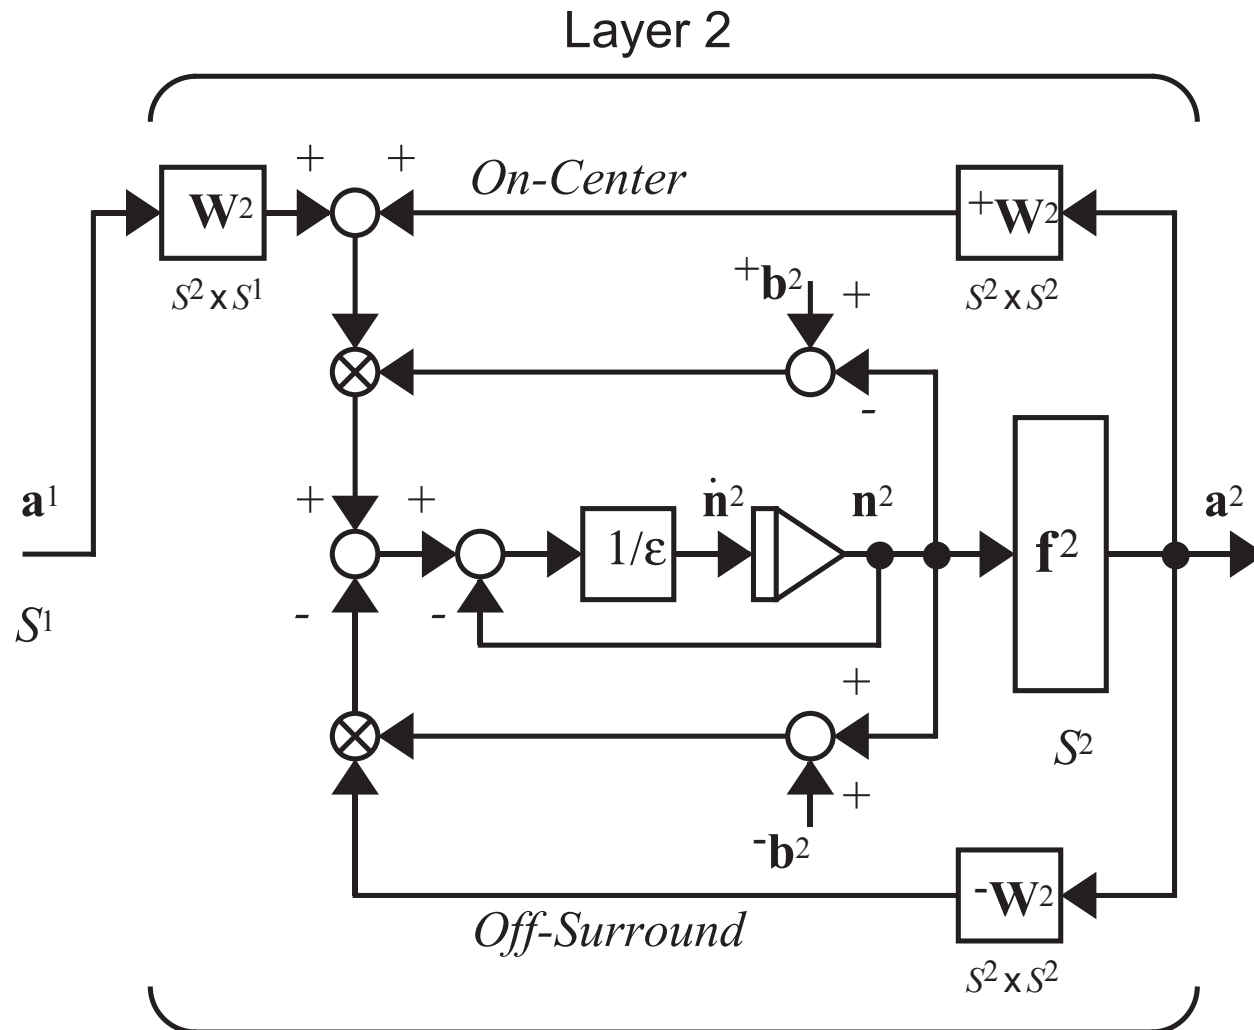 Layer 2
+ +
On-Center
W2 +W2
S2 x S1 +b2 + S2 x S2
-
a1 + + ṅ2 n2 a2
1/ε f2
S1 - -
+
S2
+
-b2
-W2
Off-Surround
S2 x S2